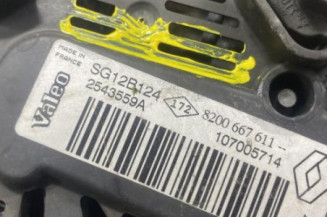 MADE IN
FRANCE
Valeo
SG12B124
2543559A
172
8200 667 611--
107005714